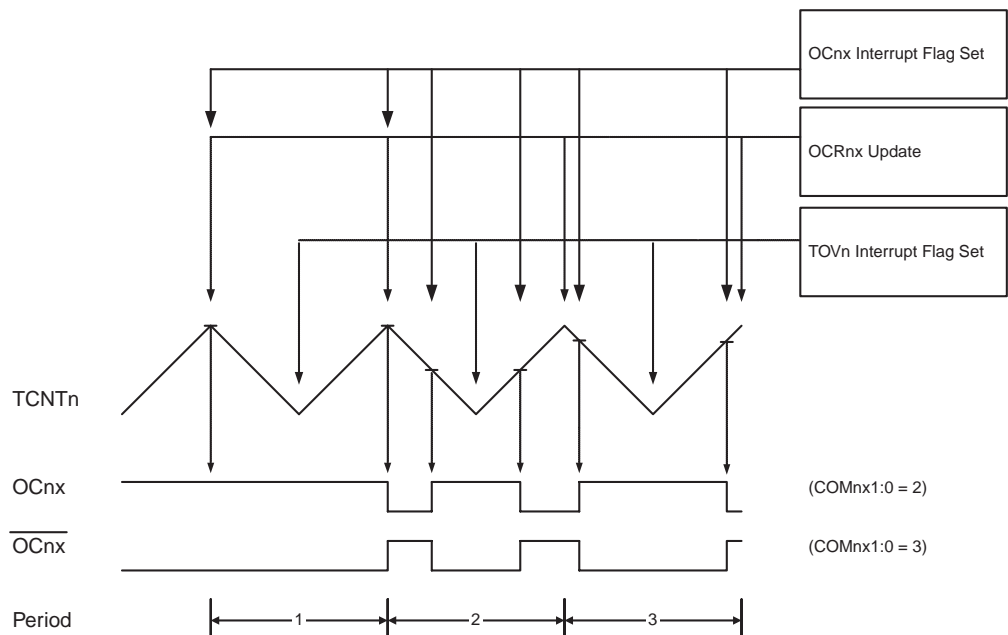 OCnx Interrupt Flag Set
OCRnx Update
TOVn Interrupt Flag Set
TCNTn
OCnx
(COMnx1:0 = 2)
OCnx
(COMnx1:0 = 3)
Period
1
2
3